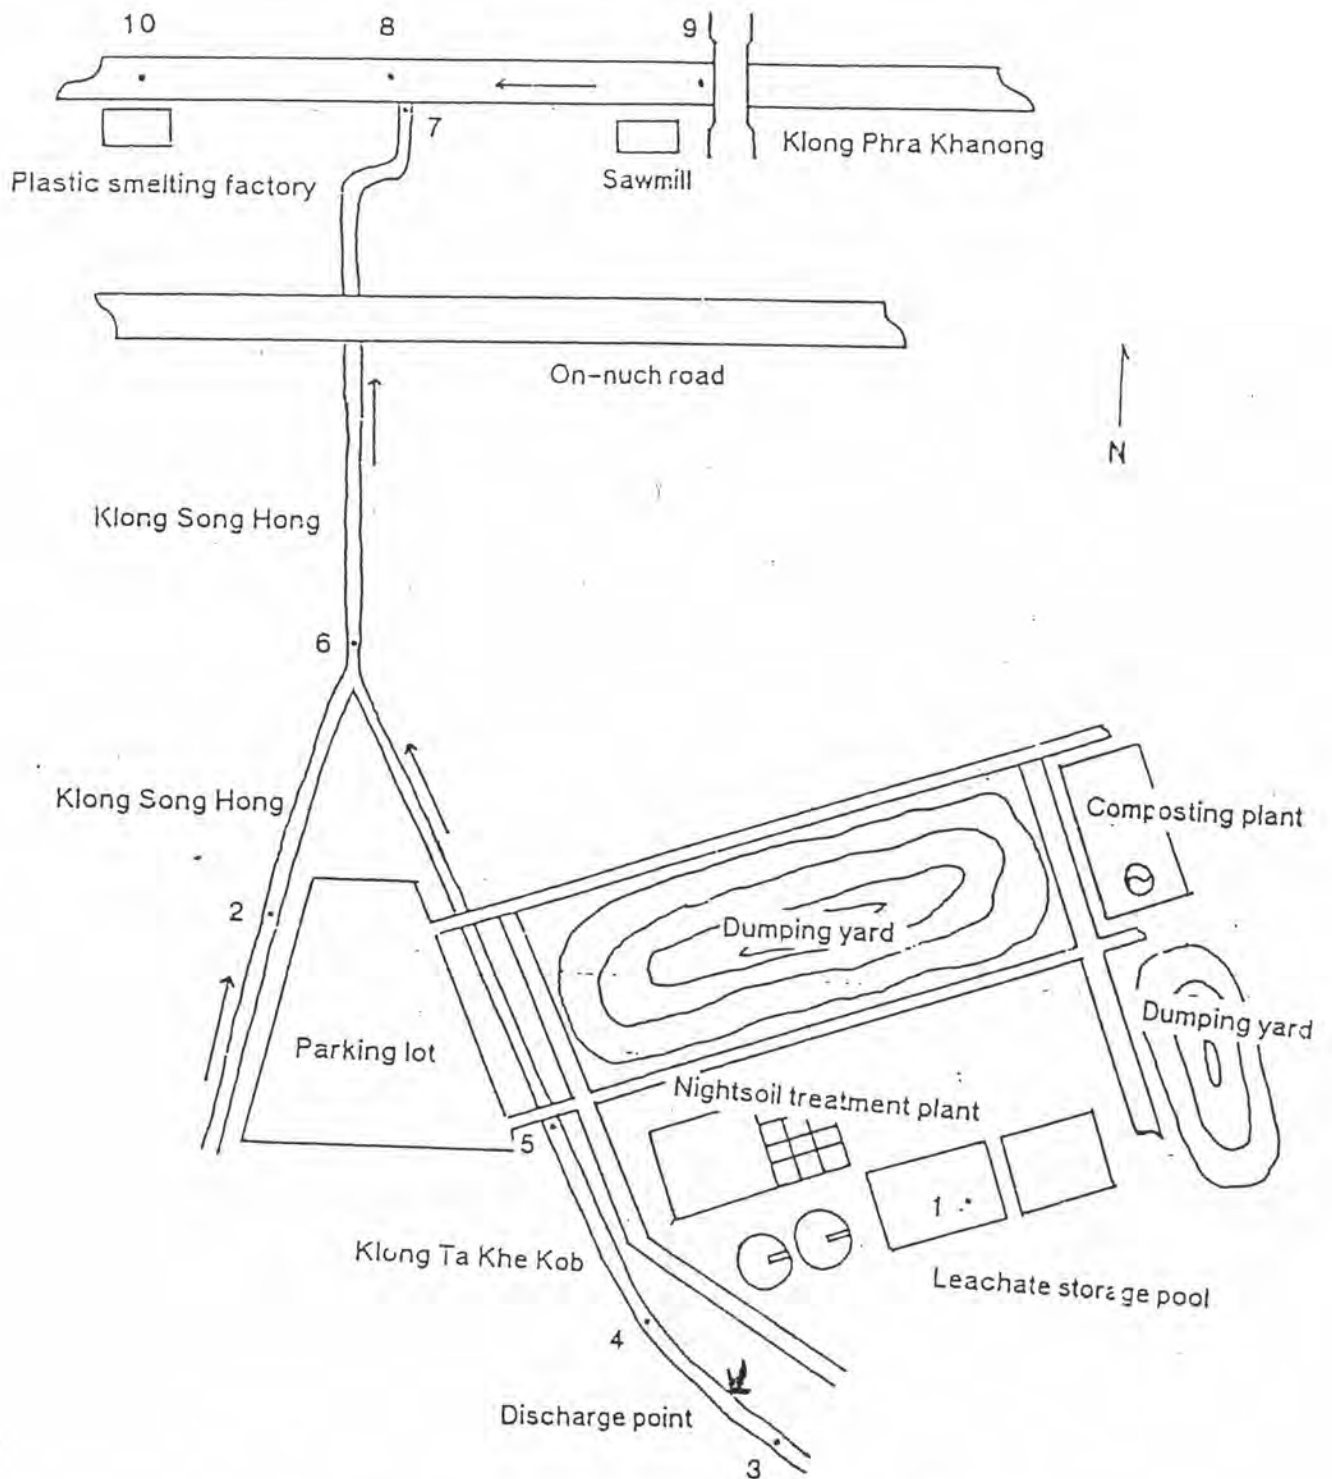 10
8
9
7
Klong Phra Khanong
Plastic smelting factory
Sawmill
On-nuch road
N
Klong Song Hong
6
Klong Song Hong
Composting plant
2
Dumping yard
Dumping yard
Parking lot
Nightsoil treatment plant
5
1
Klong Ta Khe Kob
Leachate storage pool
4
Discharge point
3